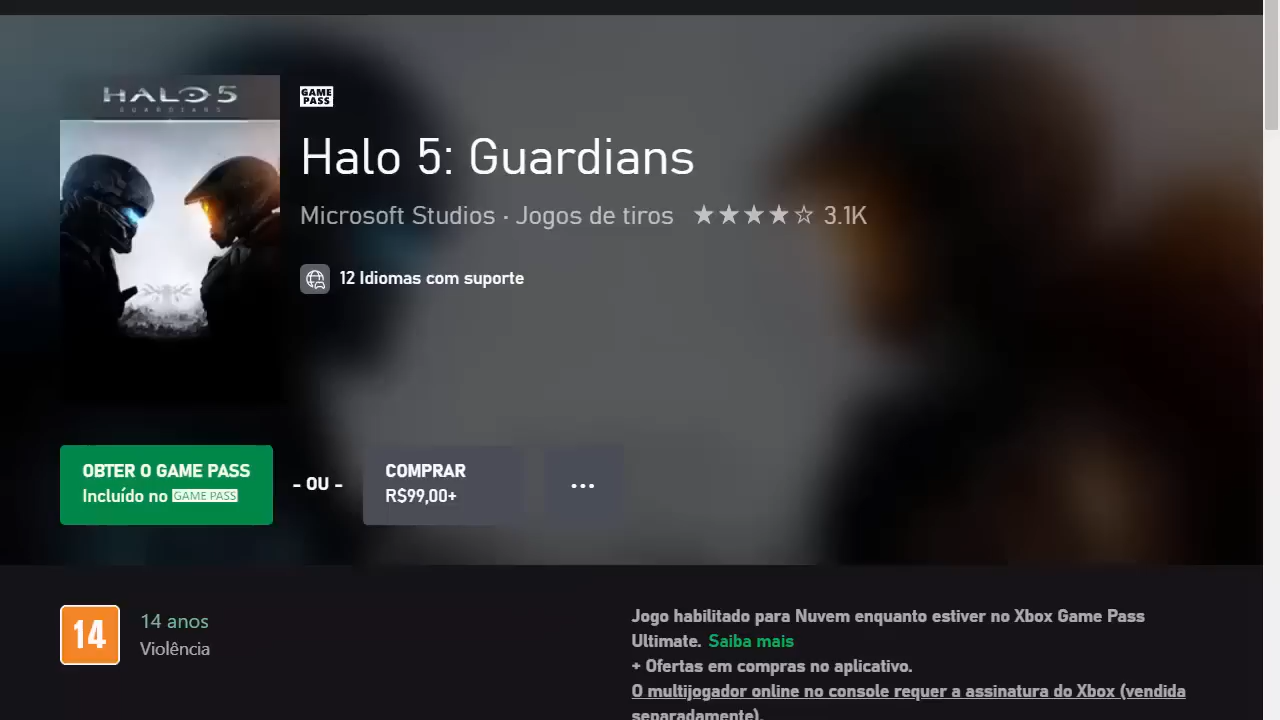 HALO 5
GUARDIANS
GAME
PASS
Halo 5: Guardians
Microsoft Studios · Jogos de tiros ★★★★☆ 3.1K
12 Idiomas com suporte
OBTER O GAME PASS
Incluído no GAME PASS
- OU -
COMPRAR
R$99,00+
...
14
14 anos
Violência
Jogo habilitado para Nuvem enquanto estiver no Xbox Game Pass
Ultimate. Saiba mais
+ Ofertas em compras no aplicativo.
O multijogador online no console requer a assinatura do Xbox (vendida
separadamente).